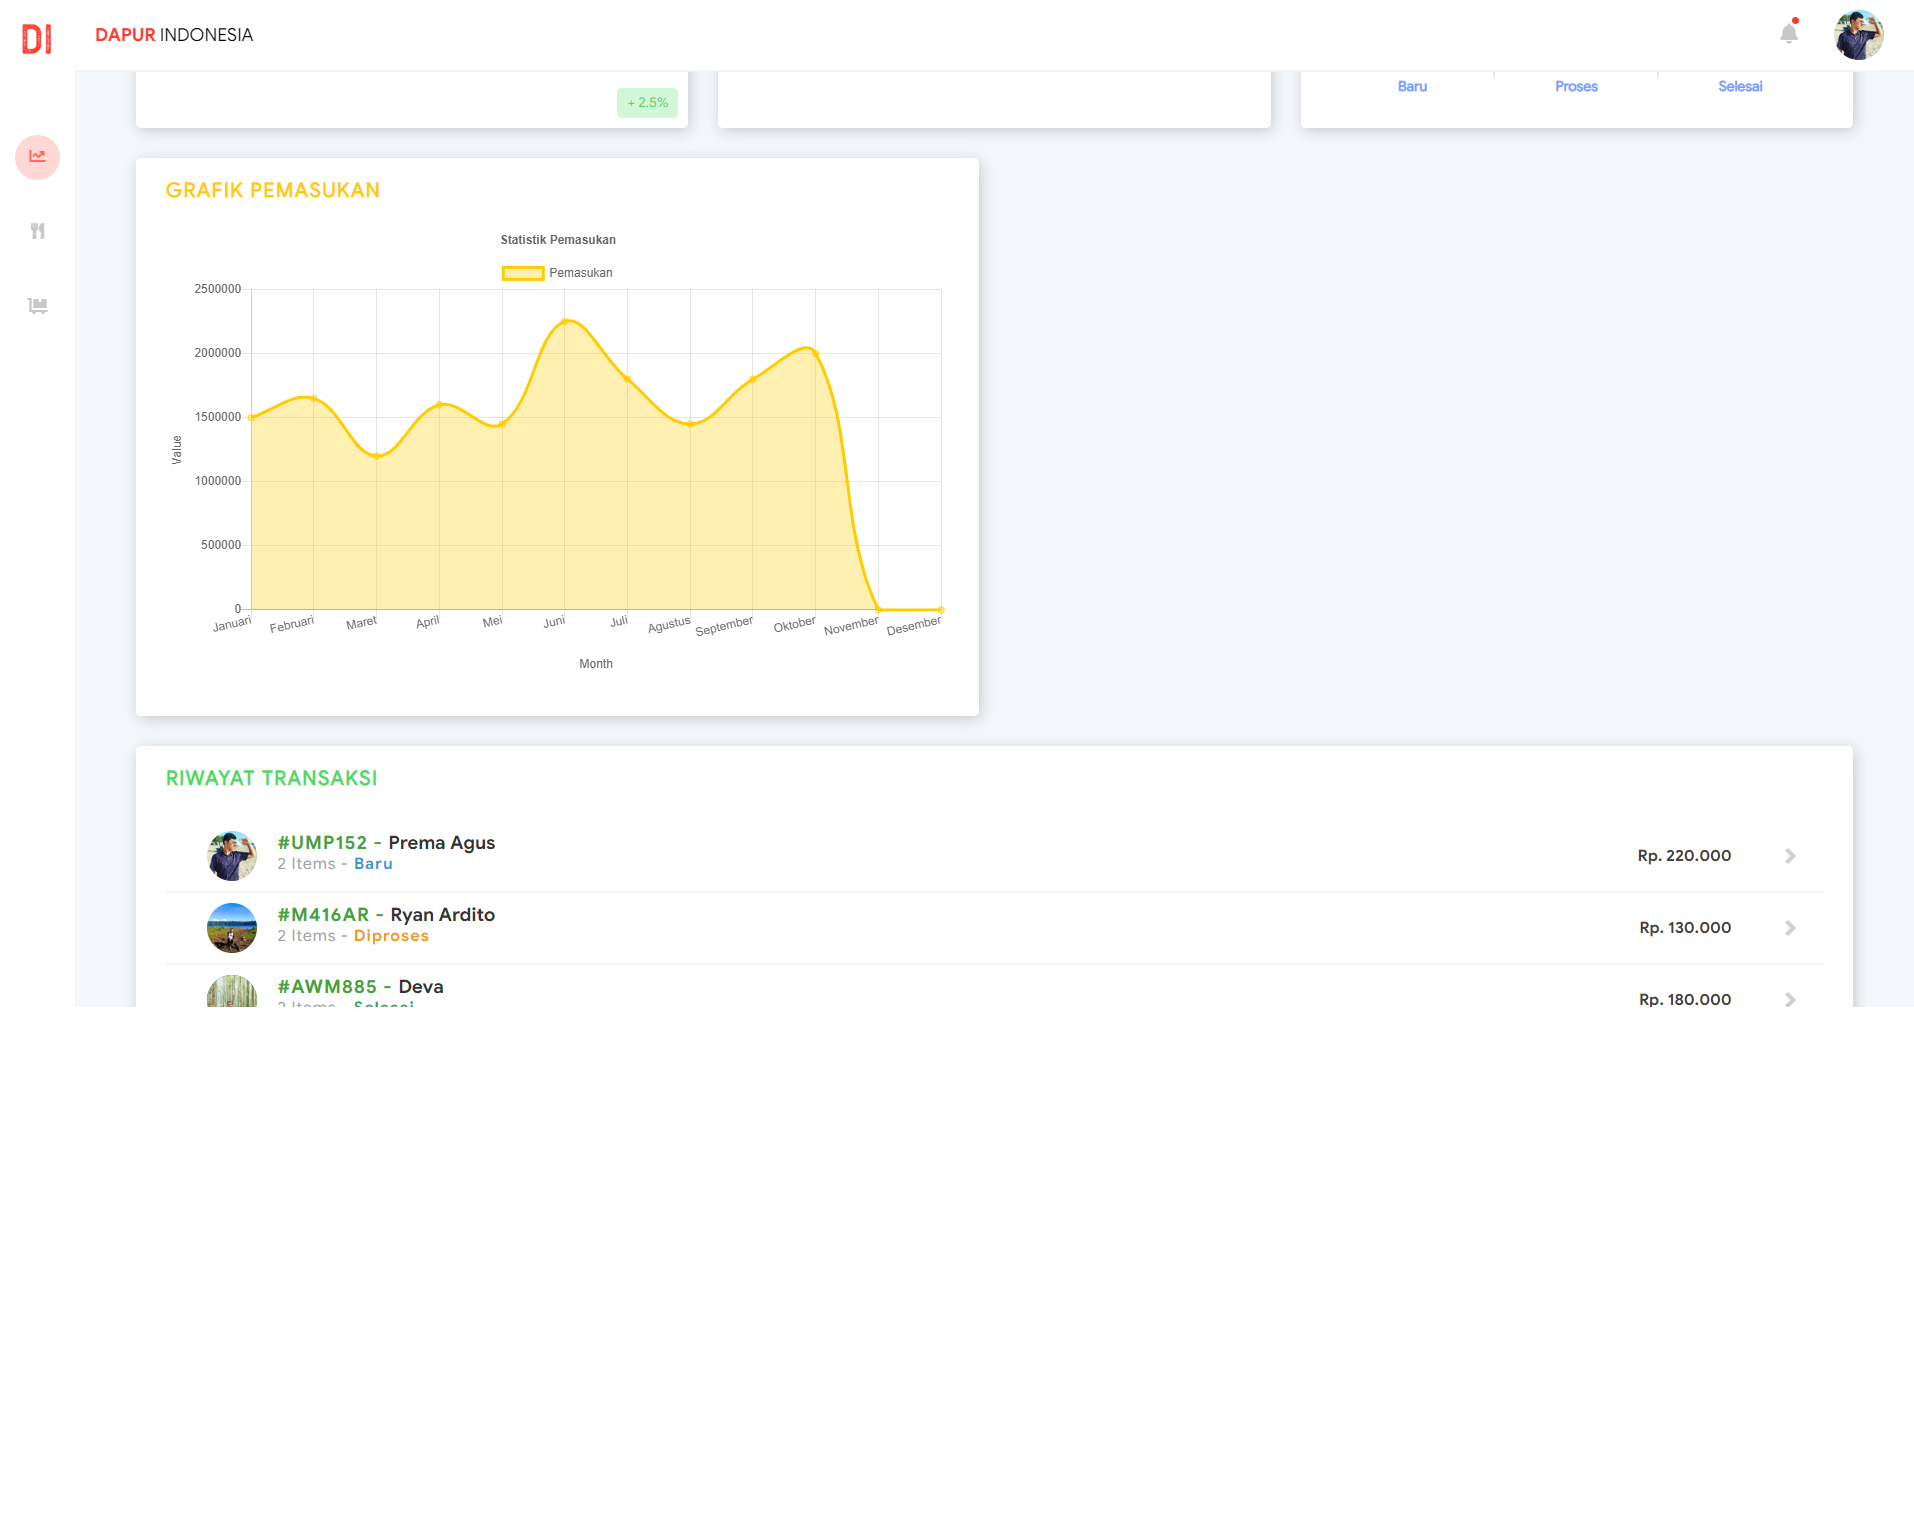 DI
DAPUR INDONESIA
+ 2.5%
Baru
Proses
Selesai
GRAFIK PEMASUKAN
Statistik Pemasukan
Pemasukan
2500000
2000000
1500000
1000000
500000
0
Value
Januari
Februari
Maret
April
Mei
Juni
Juli
Agustus
September
Oktober
November
Desember
Month
RIWAYAT TRANSAKSI
#UMP152 - Prema Agus
2 Items - Baru
Rp. 220.000
#M416AR - Ryan Ardito
2 Items - Diproses
Rp. 130.000
#AWM885 - Deva
2 Items - Selesai
Rp. 180.000